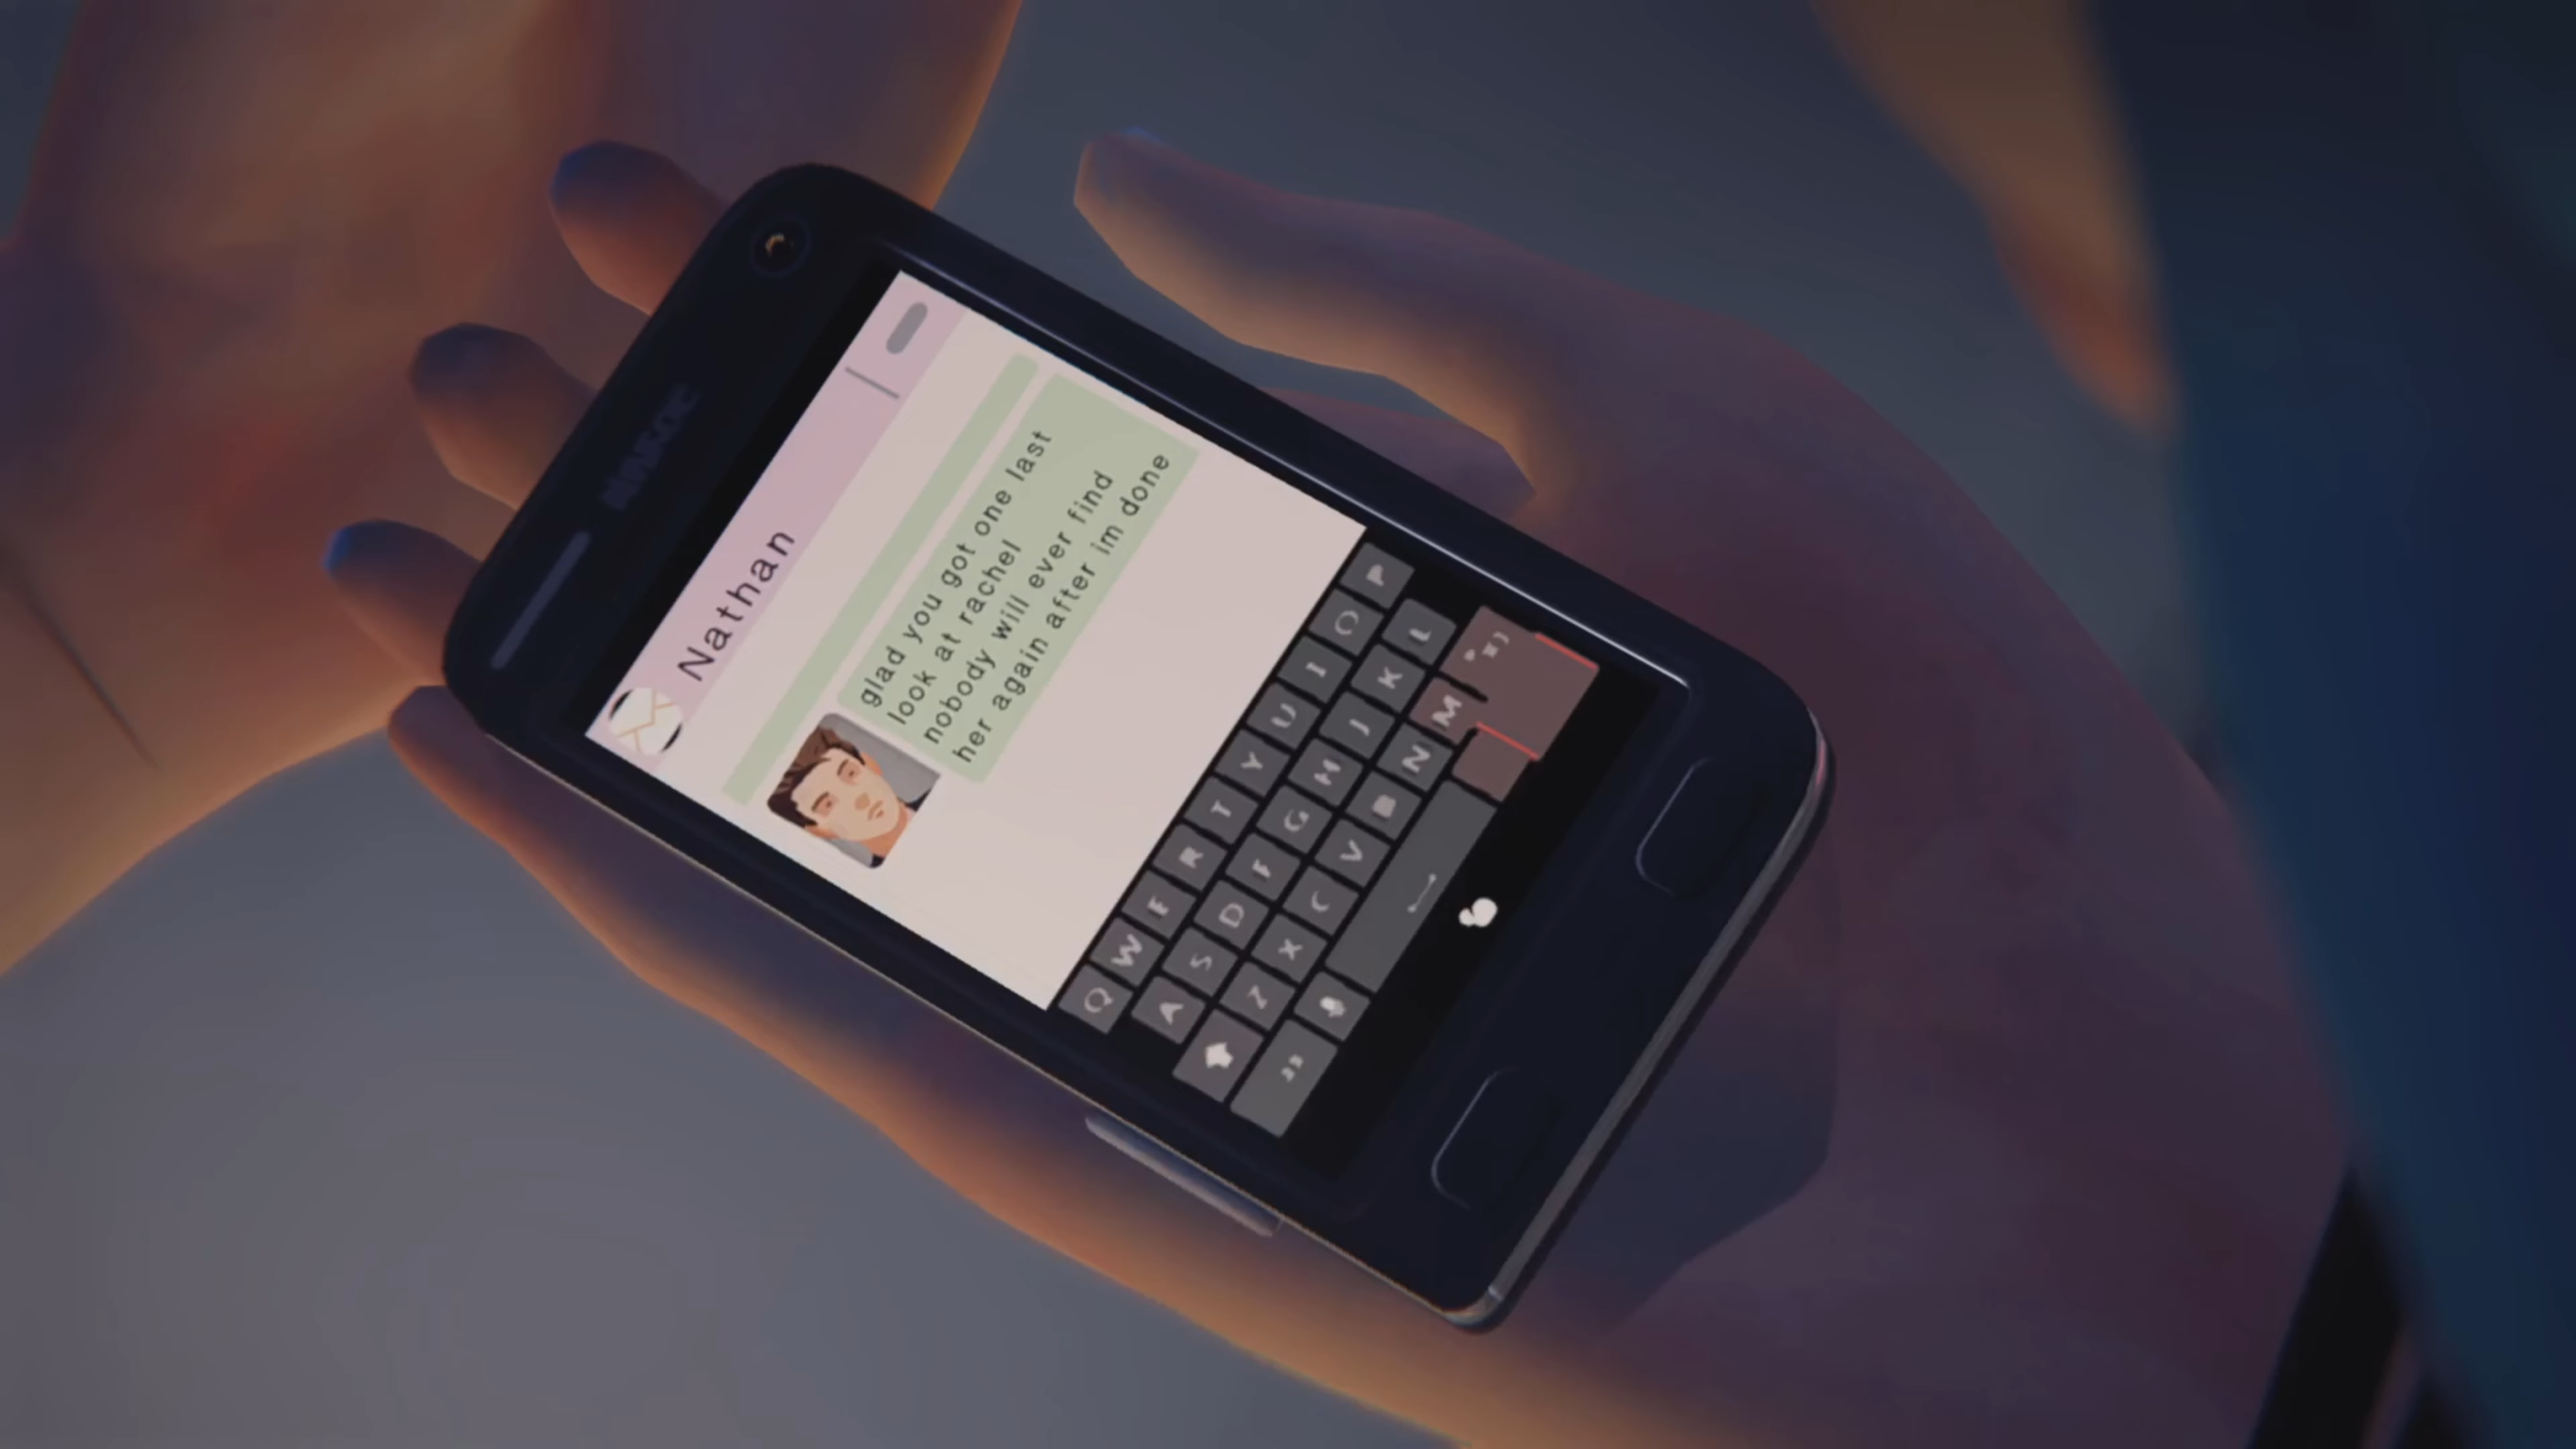 Nathan
glad you got one last
look at rachel
nobody will ever find
her again after im done
Q W E R T Y U I O P
A S D F G H J K L
Z X C V B N M